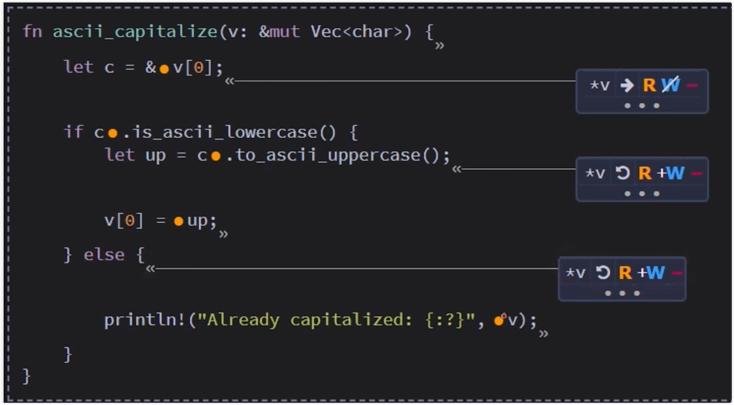 fn ascii_capitalize(v: &mut Vec<char>) { »
let c = & v[0]; «
*v → R W -
• • •
if c .is_ascii_lowercase() {
let up = c .to_ascii_uppercase(); «
*v ↺ R +W -
• • •
v[0] = up; »
} else { «
*v ↺ R +W -
• • •
println!("Already capitalized: {:?}", v); »
}
}